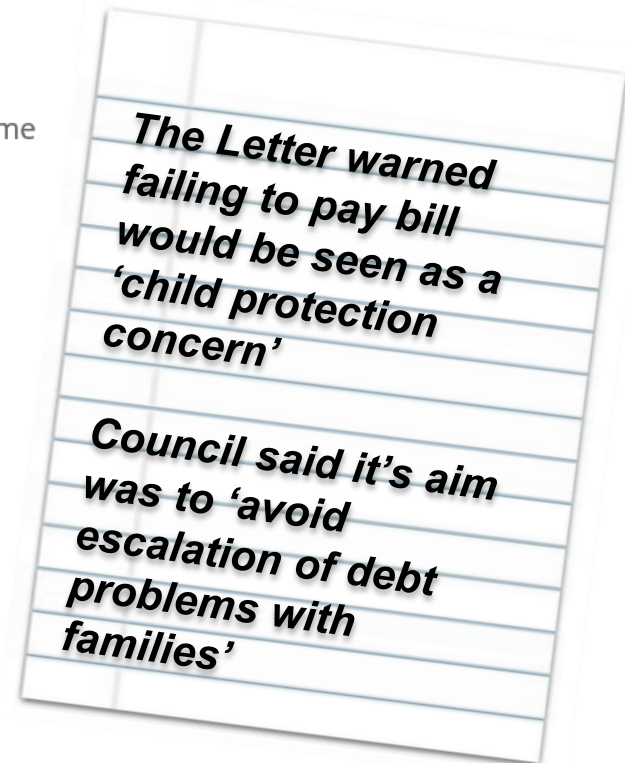 me
The Letter warned
failing to pay bill
would be seen as a
‘child protection
concern’
Council said it’s aim
was to ‘avoid
escalation of debt
problems with
families’